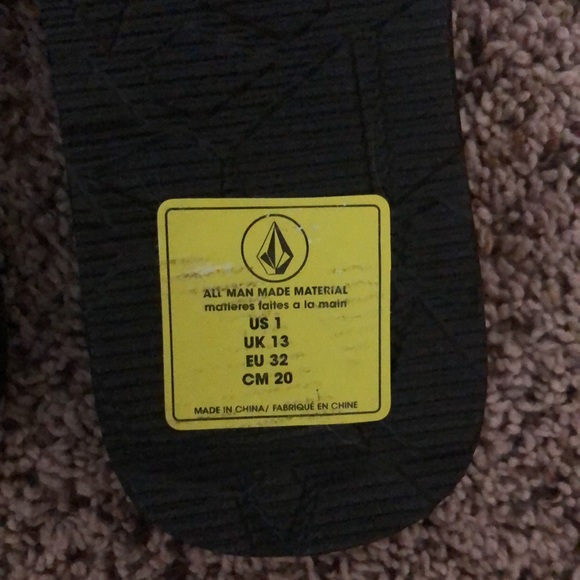 ALL MAN MADE MATERIAL
matieres faites a la main
US 1
UK 13
EU 32
CM 20
MADE IN CHINA/ FABRIQUÉ EN CHINE